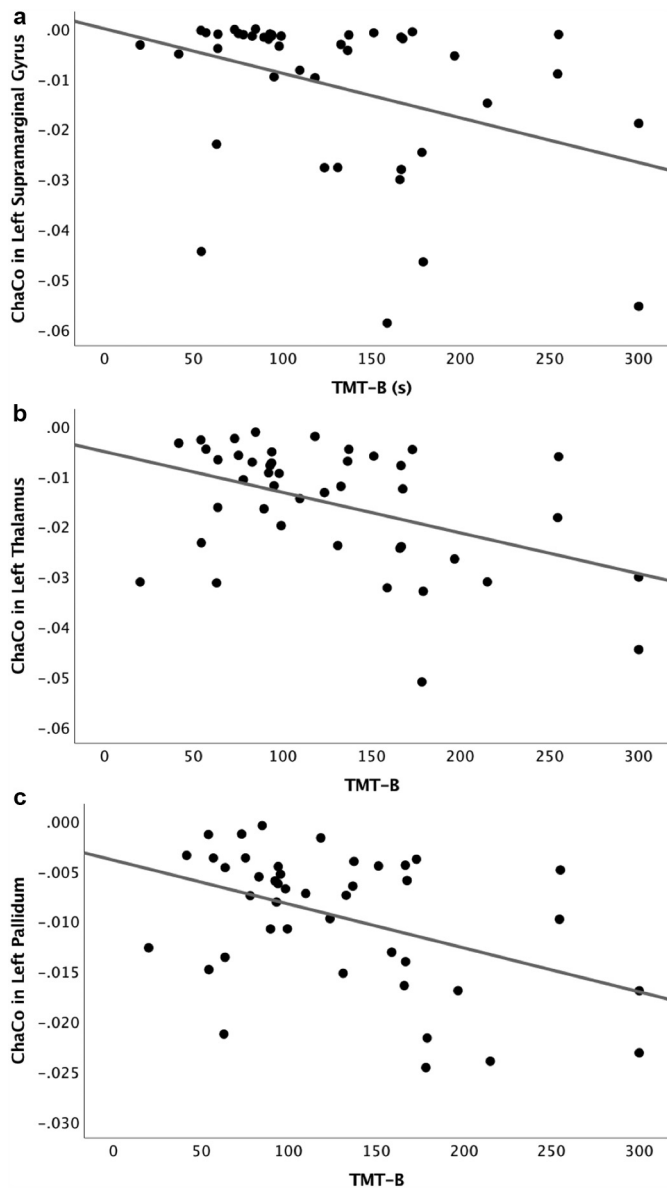 a
ChaCo in Left Supramarginal Gyrus
.00
-.01
-.02
-.03
-.04
-.05
-.06
0 50 100 150 200 250 300
TMT-B (s)
b
ChaCo in Left Thalamus
.00
-.01
-.02
-.03
-.04
-.05
-.06
0 50 100 150 200 250 300
TMT-B
c
ChaCo in Left Pallidum
.000
-.005
-.010
-.015
-.020
-.025
-.030
0 50 100 150 200 250 300
TMT-B